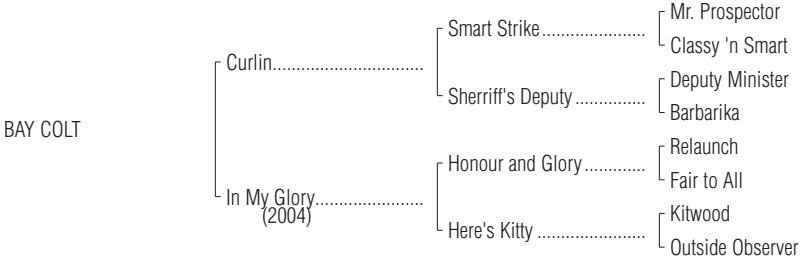 Mr. Prospector
Smart Strike......................
Classy 'n Smart
Curlin................................
Deputy Minister
Sherriff's Deputy ...............
Barbarika
BAY COLT
Relaunch
Honour and Glory .............
Fair to All
In My Glory.......................
(2004)
Kitwood
Here's Kitty .......................
Outside Observer